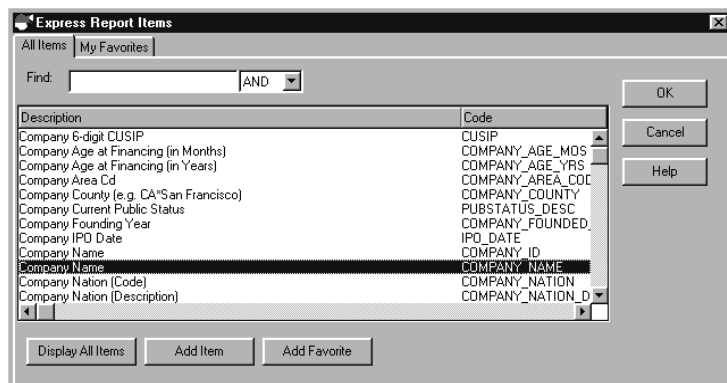 Express Report Items
All Items My Favorites
Find: AND
OK
Cancel
Help
Description Code
Company 6-digit CUSIP CUSIP
Company Age at Financing (in Months) COMPANY_AGE_MOS
Company Age at Financing (in Years) COMPANY_AGE_YRS
Company Area Cd COMPANY_AREA_COD
Company County (e.g. CA*San Francisco) COMPANY_COUNTY
Company Current Public Status PUBSTATUS_DESC
Company Founding Year COMPANY_FOUNDED_
Company IPO Date IPO_DATE
Company Name COMPANY_ID
Company Name COMPANY_NAME
Company Nation (Code) COMPANY_NATION
Company Nation (Description) COMPANY_NATION_D
Display All Items Add Item Add Favorite